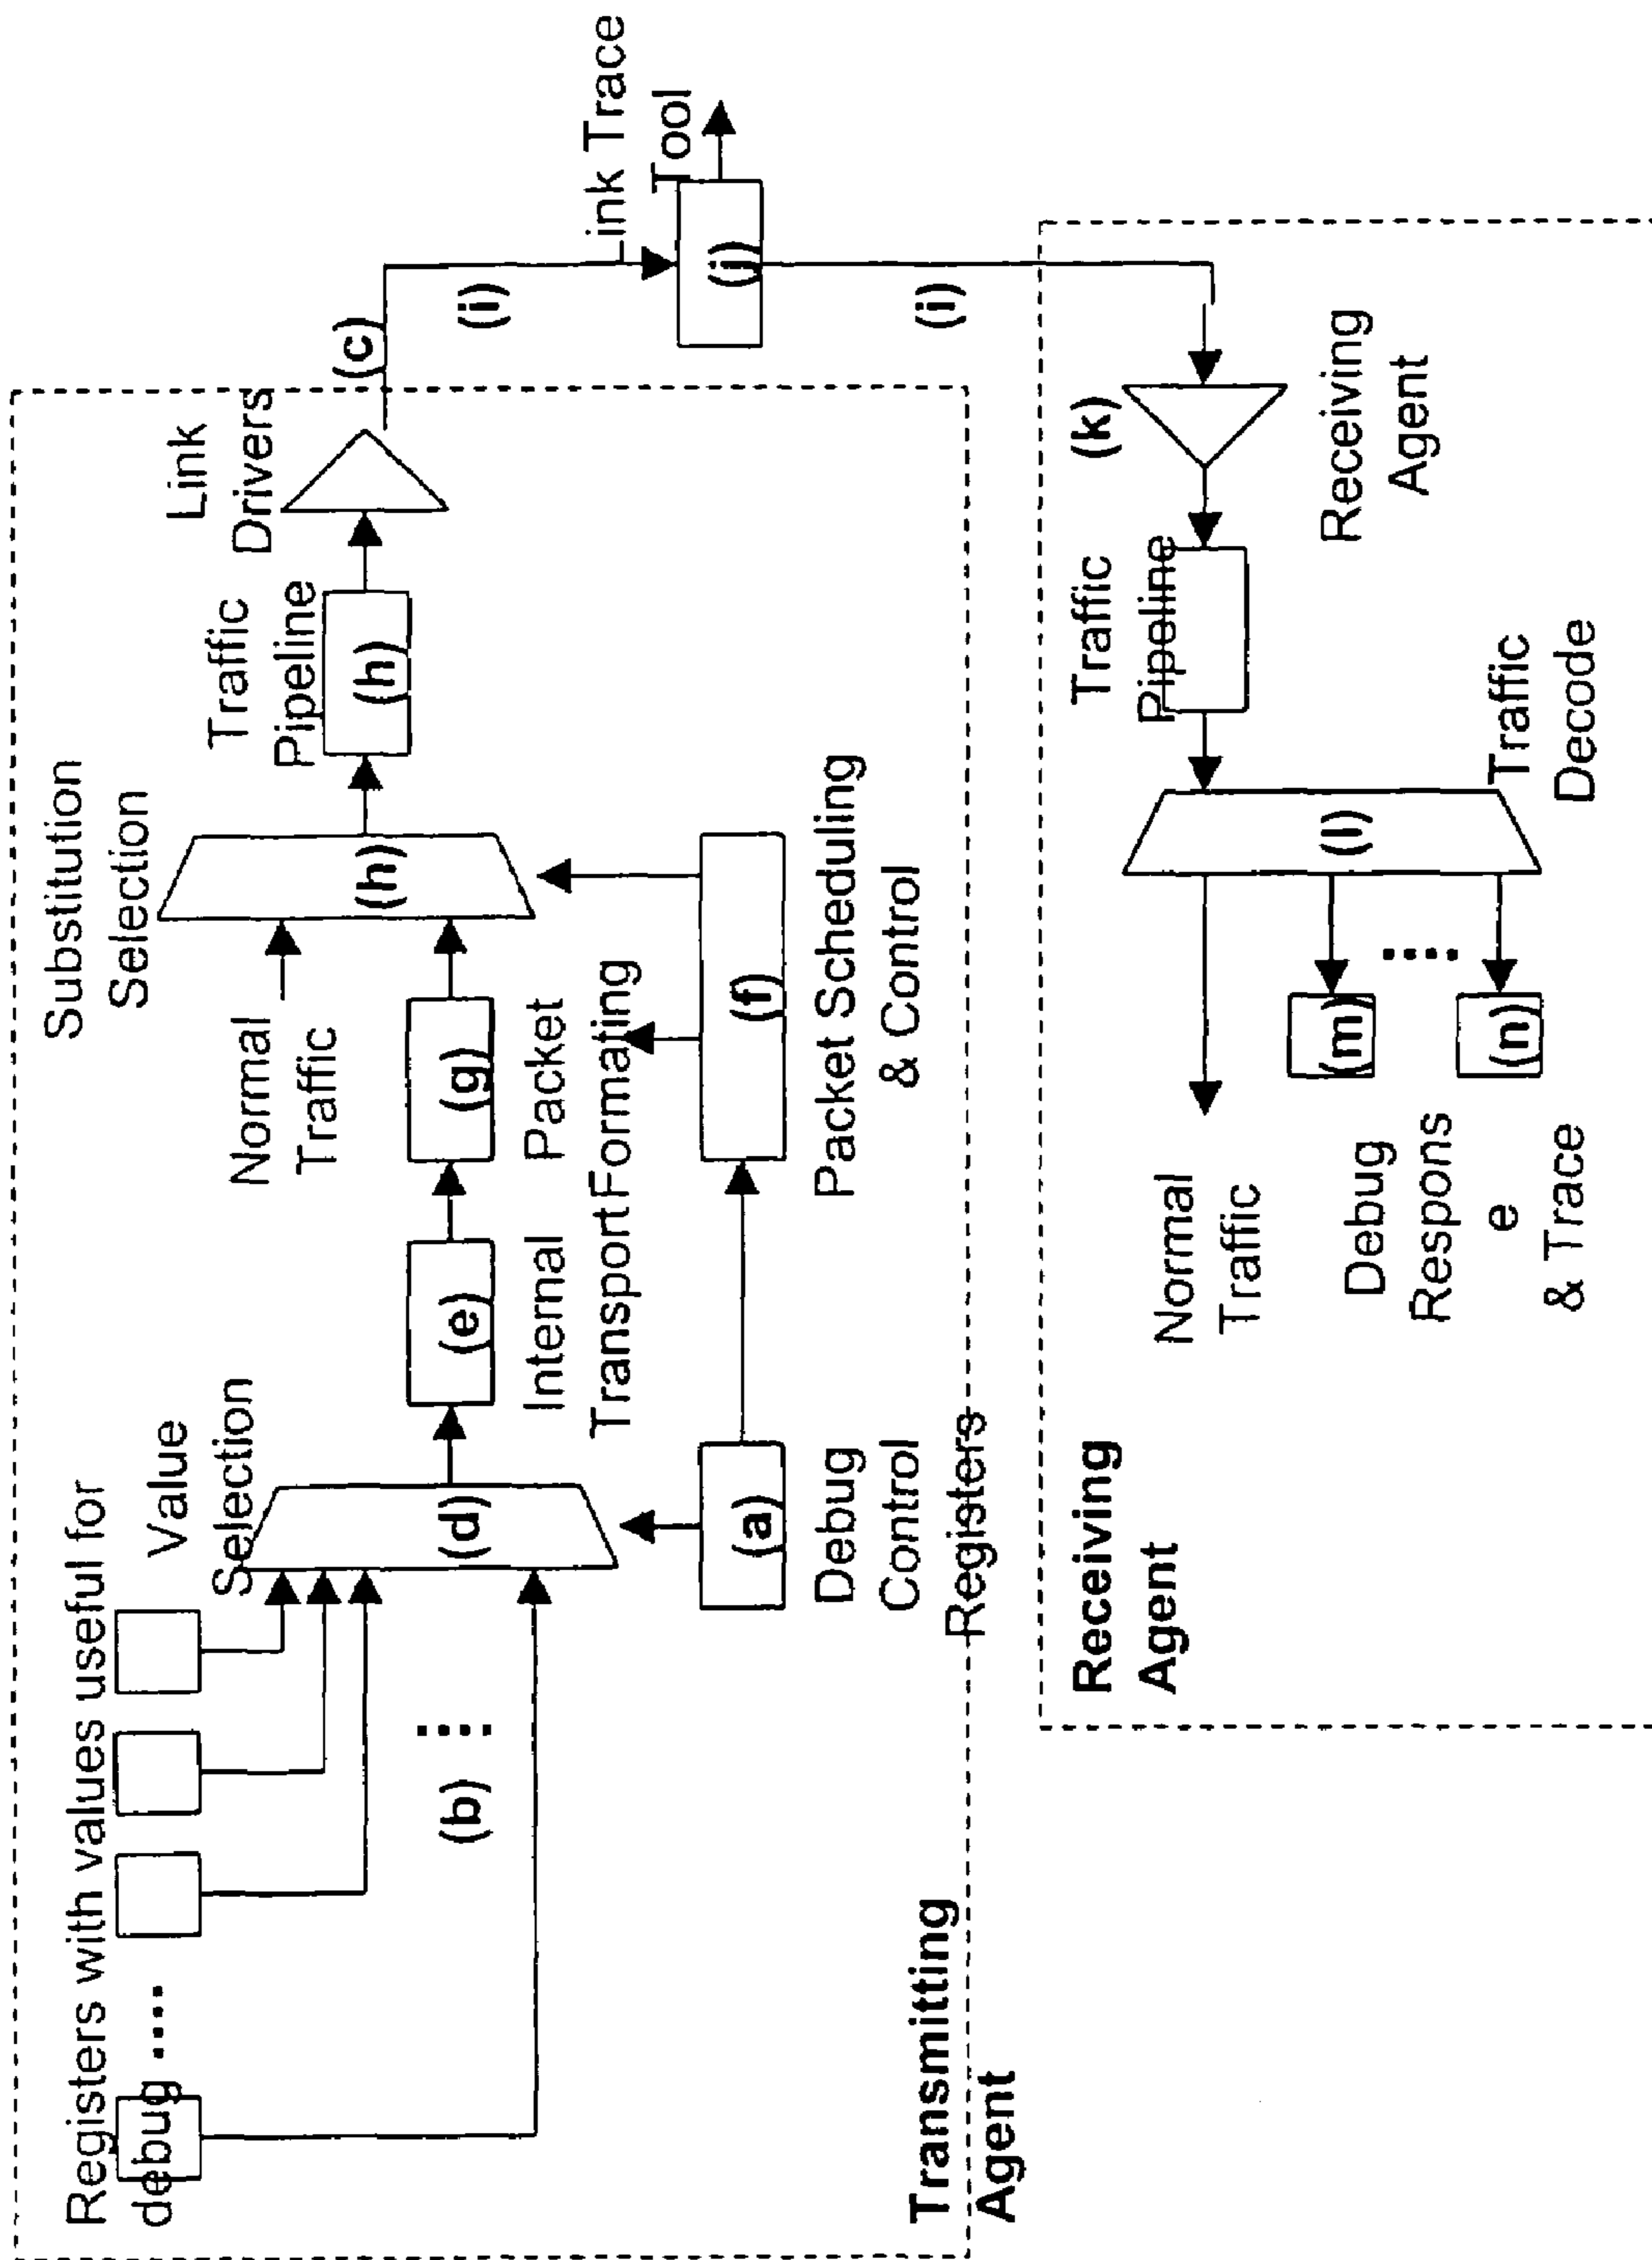 Registers with values useful for
debug ....
Value
Selection
(b)
....
(d)
(a)
Debug
Control
Registers
(e)
Internal
Transport
(g)
Packet
Formating
Normal
Traffic
Substitution
Selection
(h)
(f)
Packet Scheduling
& Control
Traffic
Pipeline
(h)
Link
Drivers
(c)
(i)
Link Trace
Tool
(j)
(i)
Transmitting
Agent
(k)
Receiving
Agent
Traffic
Pipeline
Traffic
Decode
(l)
(m)
....
(n)
Normal
Traffic
Debug
Respons
e
& Trace
Receiving
Agent